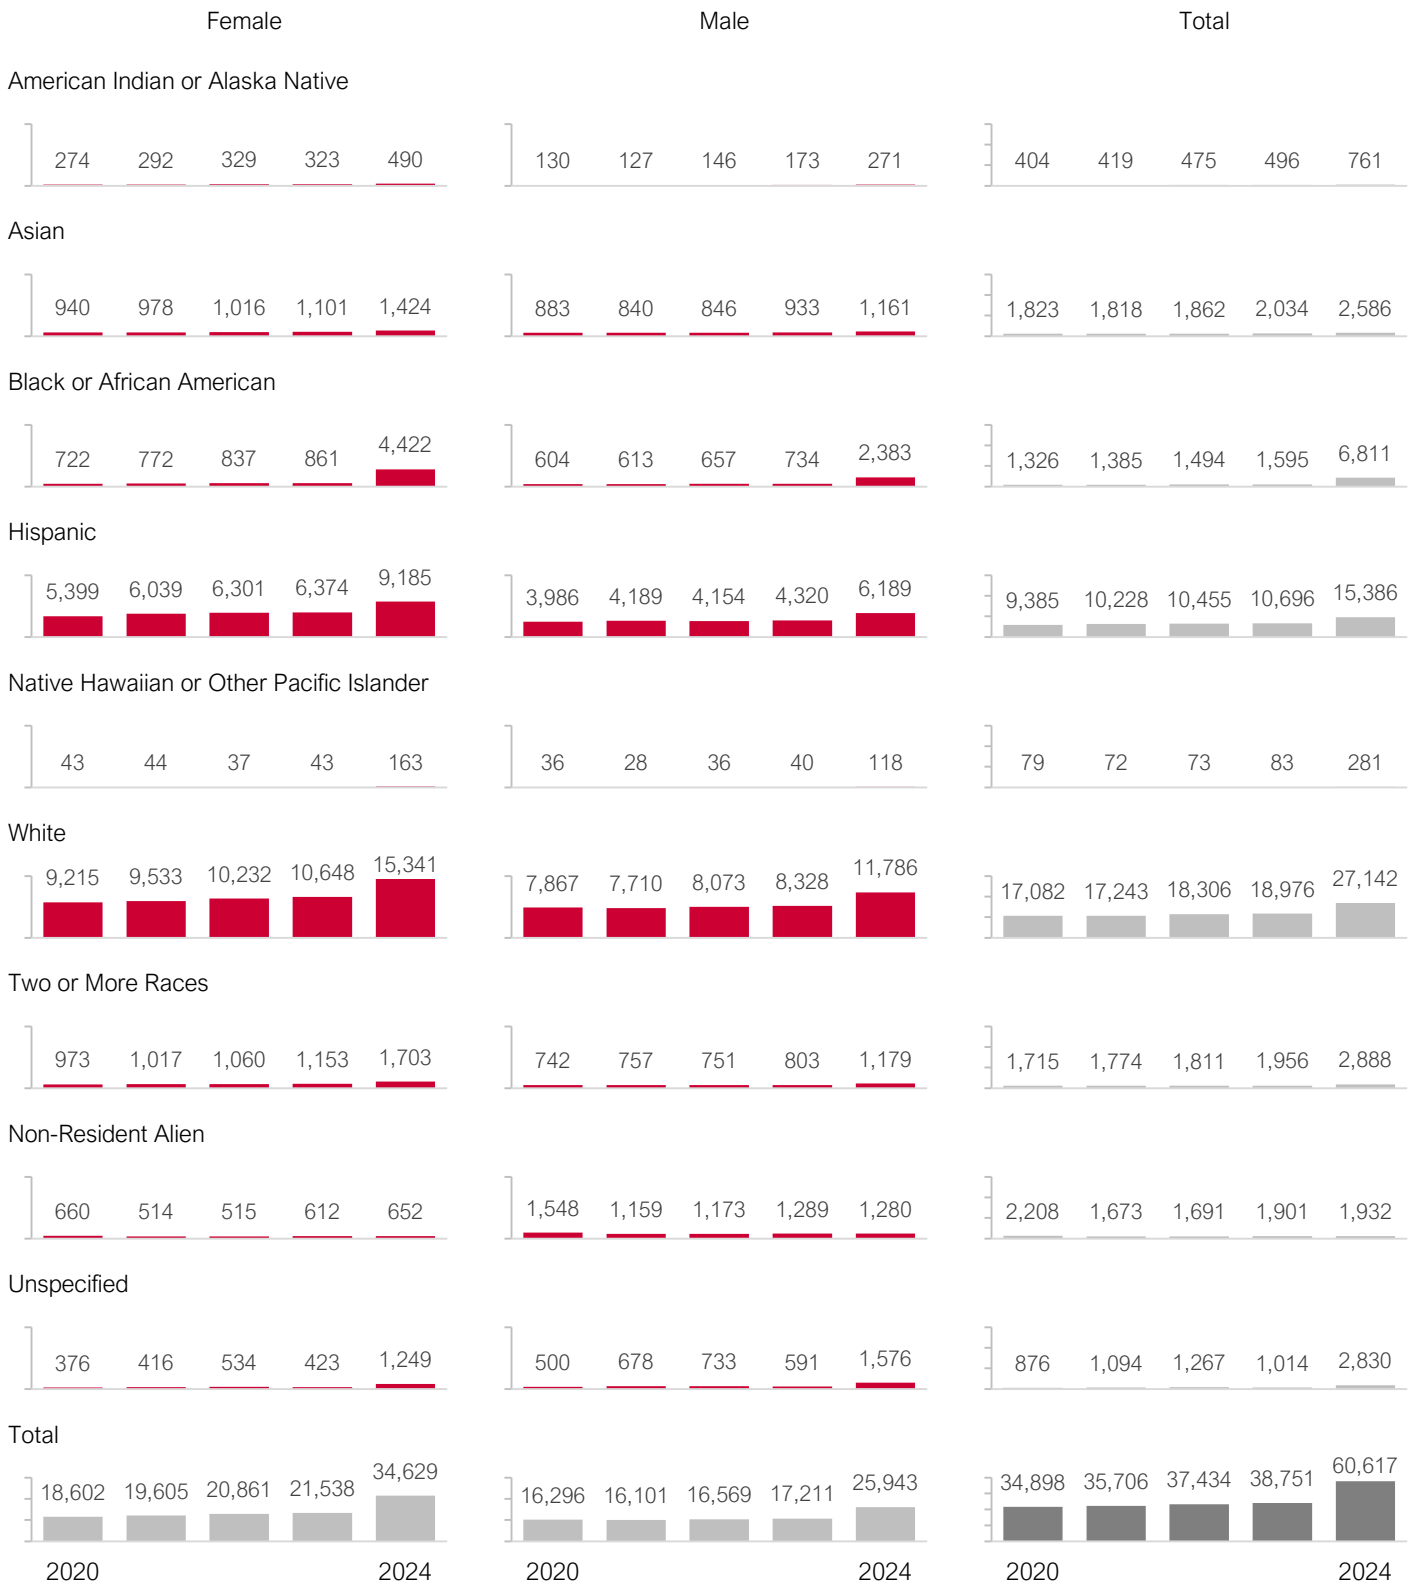 Female Male Total
American Indian or Alaska Native
274 292 329 323 490 130 127 146 173 271 404 419 475 496 761
Asian
940 978 1,016 1,101 1,424 883 840 846 933 1,161 1,823 1,818 1,862 2,034 2,586
Black or African American
722 772 837 861 4,422 604 613 657 734 2,383 1,326 1,385 1,494 1,595 6,811
Hispanic
5,399 6,039 6,301 6,374 9,185 3,986 4,189 4,154 4,320 6,189 9,385 10,228 10,455 10,696 15,386
Native Hawaiian or Other Pacific Islander
43 44 37 43 163 36 28 36 40 118 79 72 73 83 281
White
9,215 9,533 10,232 10,648 15,341 7,867 7,710 8,073 8,328 11,786 17,082 17,243 18,306 18,976 27,142
Two or More Races
973 1,017 1,060 1,153 1,703 742 757 751 803 1,179 1,715 1,774 1,811 1,956 2,888
Non-Resident Alien
660 514 515 612 652 1,548 1,159 1,173 1,289 1,280 2,208 1,673 1,691 1,901 1,932
Unspecified
376 416 534 423 1,249 500 678 733 591 1,576 876 1,094 1,267 1,014 2,830
Total
18,602 19,605 20,861 21,538 34,629 16,296 16,101 16,569 17,211 25,943 34,898 35,706 37,434 38,751 60,617
2020 2024 2020 2024 2020 2024